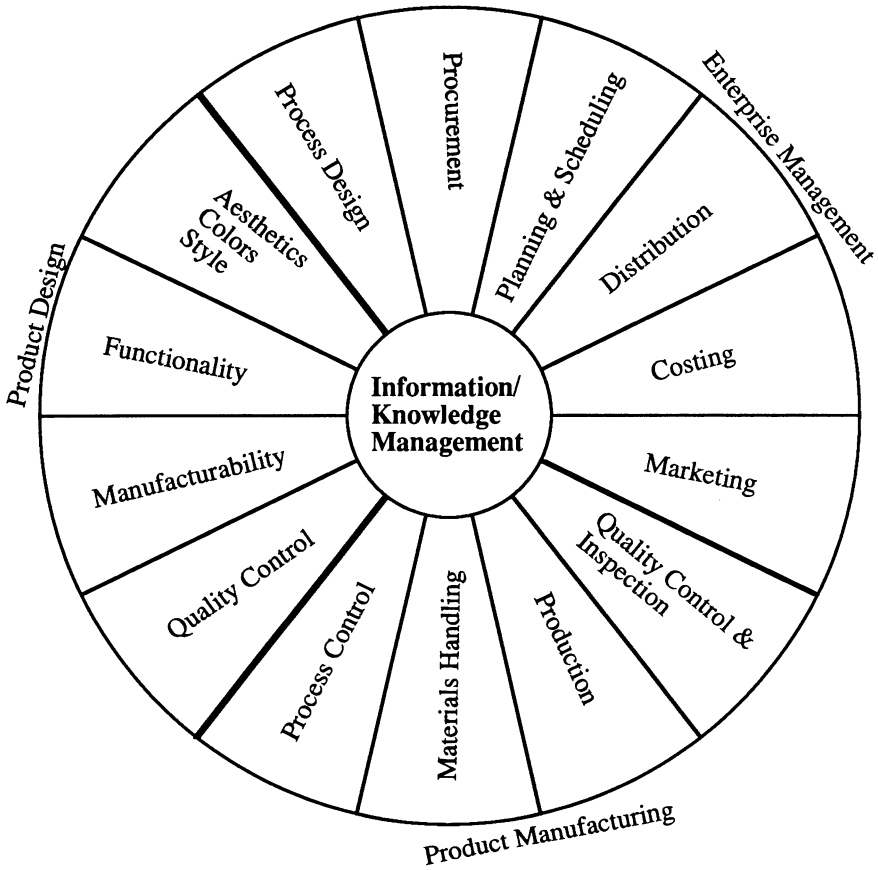 Enterprise Management
Procurement
Process Design
Planning & Scheduling
Aesthetics
Colors
Style
Distribution
Product Design
Functionality
Costing
Information/
Knowledge
Management
Manufacturability
Marketing
Quality Control
Quality Control &
Inspection
Process Control
Materials Handling
Production
Product Manufacturing